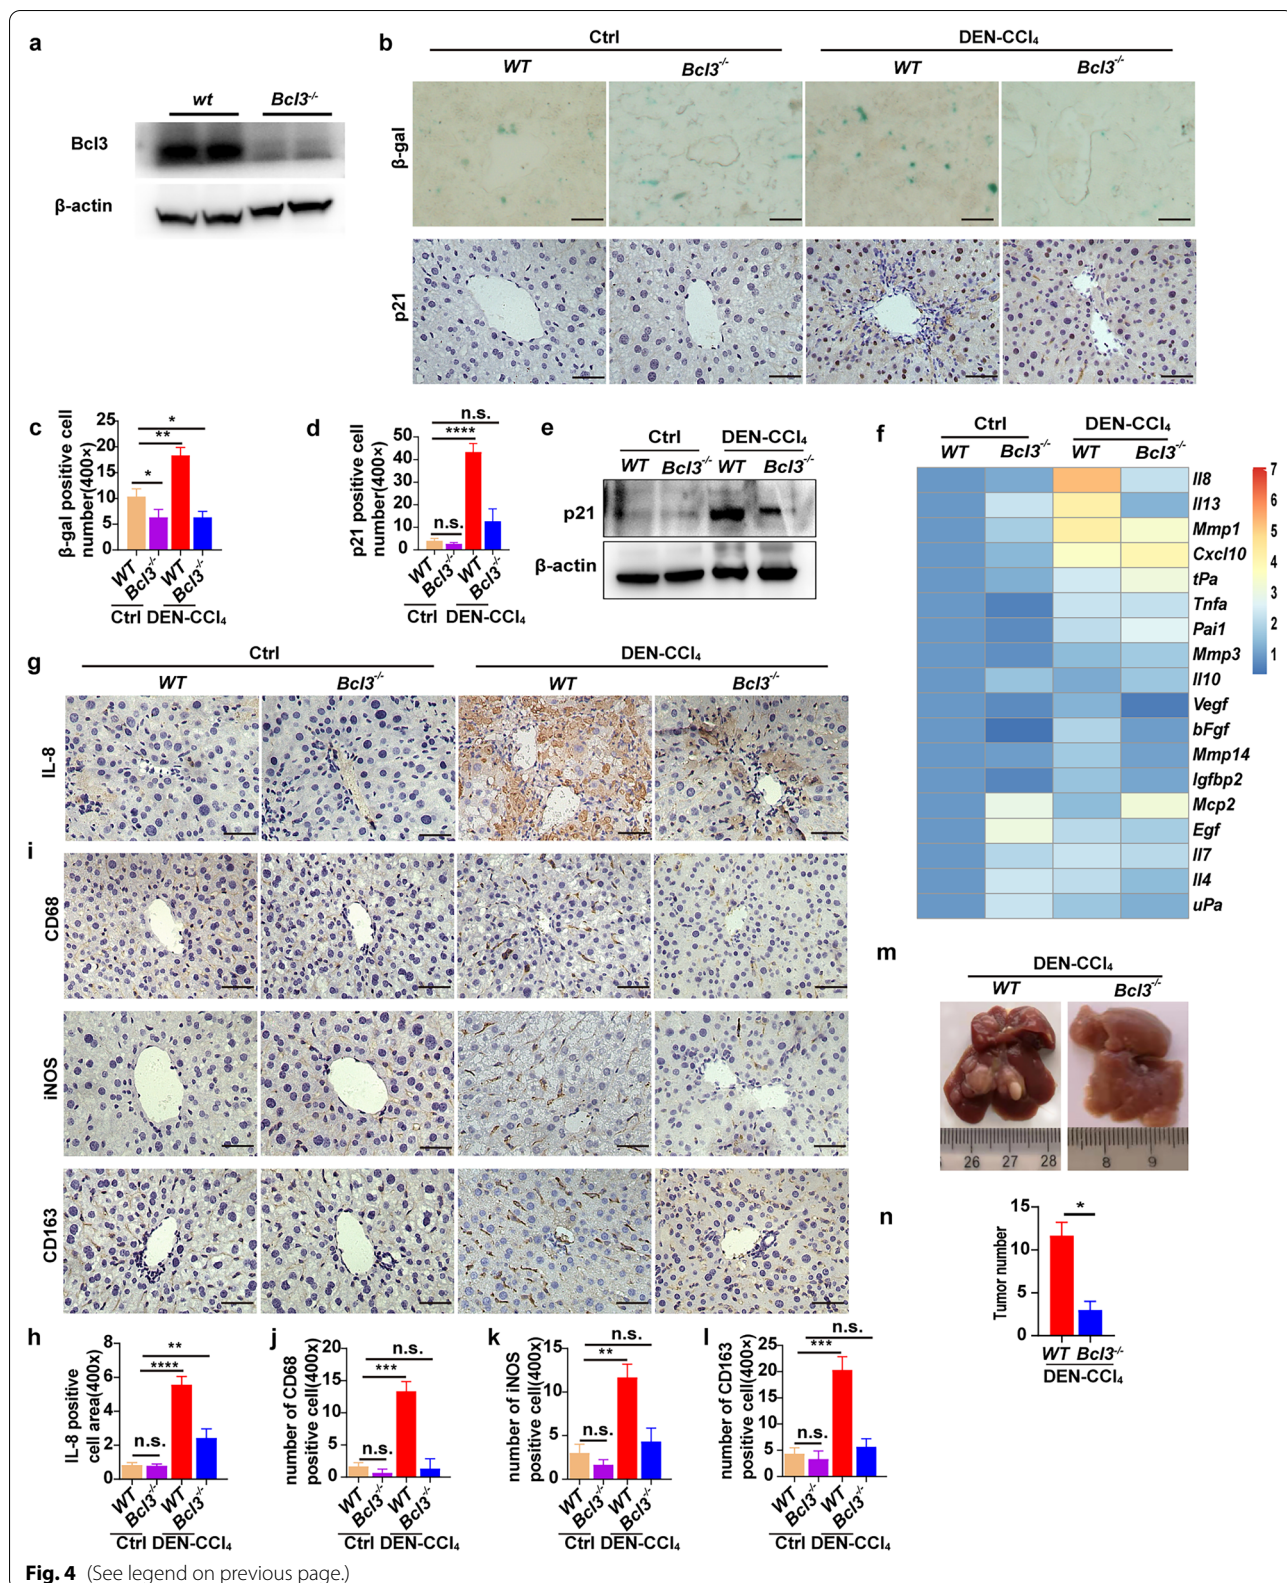 a
wt Bcl3-/-
Bcl3
β-actin
b
Ctrl DEN-CCl4
WT Bcl3-/- WT Bcl3-/-
β-gal
p21
c
β-gal positive cell number(400×)
25
20
15
10
5
0
* ** *
WT Bcl3-/- WT Bcl3-/-
Ctrl DEN-CCl4
d
p21 positive cell number(400×)
50
40
30
20
10
0
n.s. **** n.s.
WT Bcl3-/- WT Bcl3-/-
Ctrl DEN-CCl4
e
Ctrl DEN-CCl4
WT Bcl3-/- WT Bcl3-/-
p21
β-actin
f
Ctrl DEN-CCl4
WT Bcl3-/- WT Bcl3-/-
Il8
Il13
Mmp1
Cxcl10
tPa
Tnfa
Pai1
Mmp3
Il10
Vegf
bFgf
Mmp14
Igfbp2
Mcp2
Egf
Il7
Il4
uPa
7
6
5
4
3
2
1
g
Ctrl DEN-CCl4
WT Bcl3-/- WT Bcl3-/-
IL-8
i
CD68
iNOS
CD163
h
IL-8 positive cell area(400x)
8
6
4
2
0
n.s. **** **
WT Bcl3-/- WT Bcl3-/-
Ctrl DEN-CCl4
j
number of CD68 positive cell(400x)
20
15
10
5
0
n.s. *** n.s.
WT Bcl3-/- WT Bcl3-/-
Ctrl DEN-CCl4
k
number of iNOS positive cell(400x)
15
10
5
0
n.s. ** n.s.
WT Bcl3-/- WT Bcl3-/-
Ctrl DEN-CCl4
l
number of CD163 positive cell(400×)
25
20
15
10
5
0
n.s. *** n.s.
WT Bcl3-/- WT Bcl3-/-
Ctrl DEN-CCl4
m
DEN-CCl4
WT Bcl3-/-
26 27 28
8 9
n
Tumor number
15
10
5
0
*
WT Bcl3-/-
DEN-CCl4
Fig. 4 (See legend on previous page.)